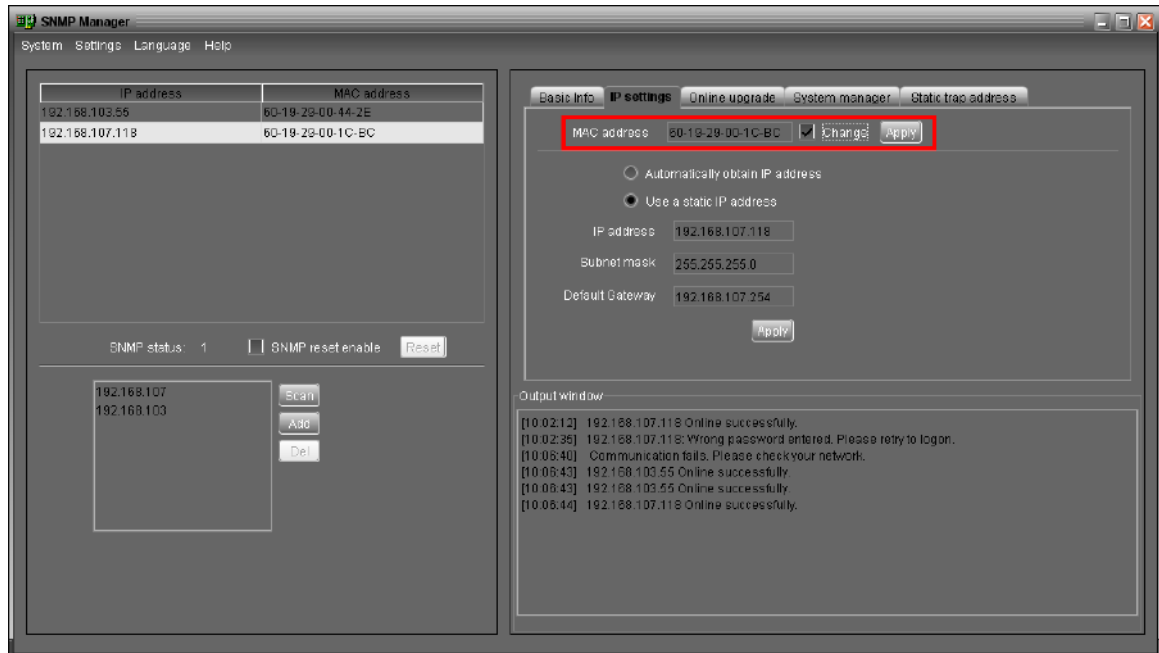 SNMP Manager
System Settings Language Help
IP address MAC address
192.168.103.55 60-19-29-00-44-2E
192.168.107.118 60-19-29-00-1C-BC
SNMP status: 1 SNMP reset enable Reset
192.168.107
192.168.103
Scan
Add
Del
Basic Info IP settings Online upgrade System manager Static trap address
MAC address 60-19-29-00-1C-BC Change Apply
Automatically obtain IP address
Use a static IP address
IP address 192.168.107.118
Subnet mask 255.255.255.0
Default Gateway 192.168.107.254
Apply
Output window
[10:02:12] 192.168.107.118 Online successfully.
[10:02:35] 192.168.107.118: Wrong password entered. Please retry to logon.
[10:06:40] Communication fails. Please check your network.
[10:06:43] 192.168.103.55 Online successfully.
[10:06:43] 192.168.103.55 Online successfully.
[10:06:44] 192.168.107.118 Online successfully.